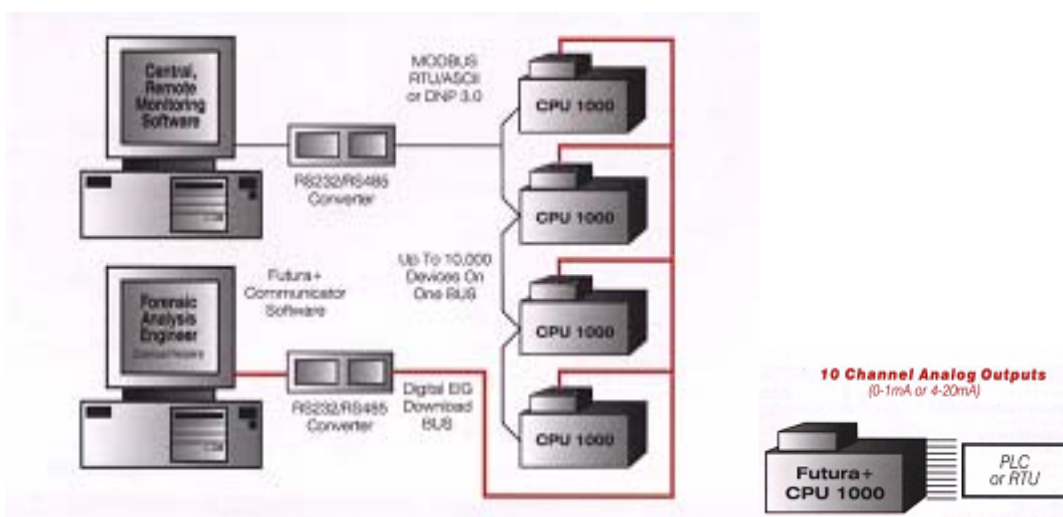 Central,
Remote
Monitoring
Software
RS232/RS485
Converter
MODBUS
RTU/ASCII
or DNP 3.0
CPU 1000
CPU 1000
Up To 10,000
Devices On
One BUS
CPU 1000
CPU 1000
Forensic
Analysis
Engineer
Futura+
Communicator
Software
RS232/RS485
Converter
Digital EIG
Download
BUS
10 Channel Analog Outputs
(0-1mA or 4-20mA)
Futura+
CPU 1000
PLC
or RTU